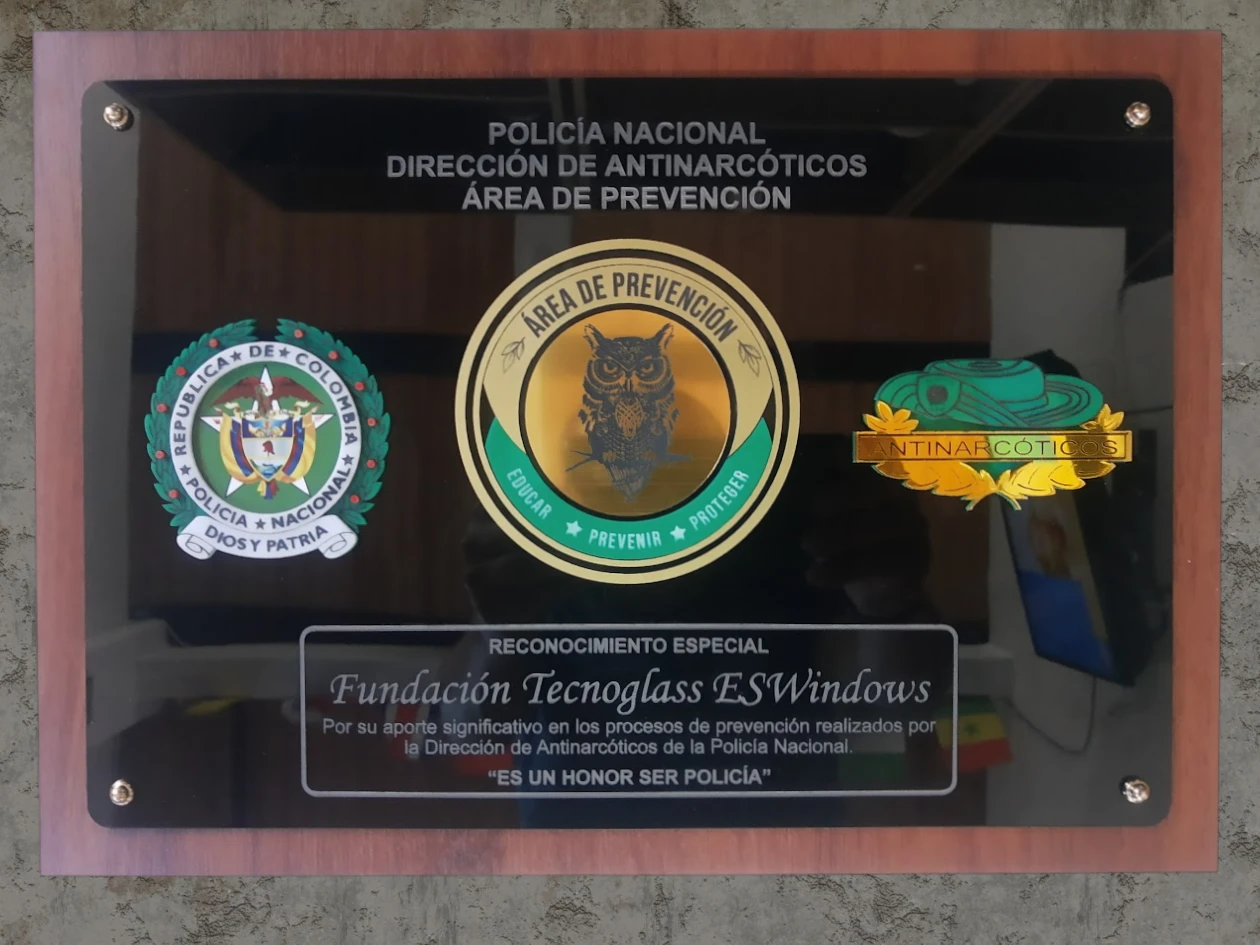 POLICÍA NACIONAL
DIRECCIÓN DE ANTINARCÓTICOS
ÁREA DE PREVENCIÓN
REPUBLICA ★ DE ★ COLOMBIA
★ POLICIA ★ NACIONAL ★
DIOS Y PATRIA
ÁREA DE PREVENCIÓN
EDUCAR ★ PREVENIR ★ PROTEGER
ANTINARCÓTICOS
RECONOCIMIENTO ESPECIAL
Fundación Tecnoglass ESWindows
Por su aporte significativo en los procesos de prevención realizados por
la Dirección de Antinarcóticos de la Policía Nacional.
“ES UN HONOR SER POLICÍA”